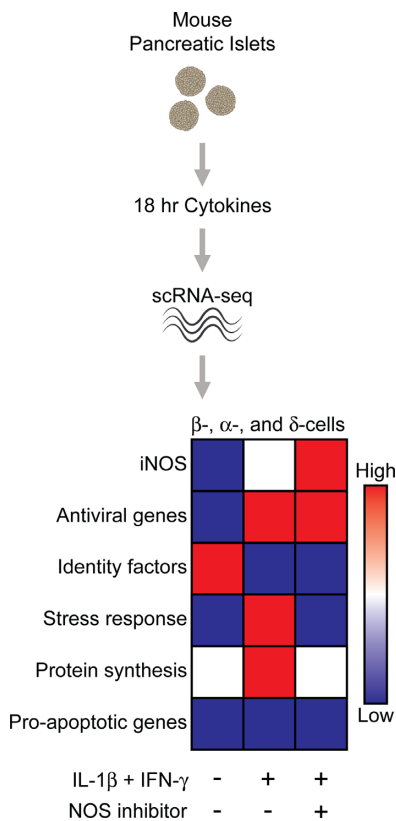 Mouse
Pancreatic Islets
18 hr Cytokines
scRNA-seq
β-, α-, and δ-cells
iNOS
Antiviral genes
Identity factors
Stress response
Protein synthesis
Pro-apoptotic genes
High
Low
IL-1β + IFN-γ - + +
NOS inhibitor - - +